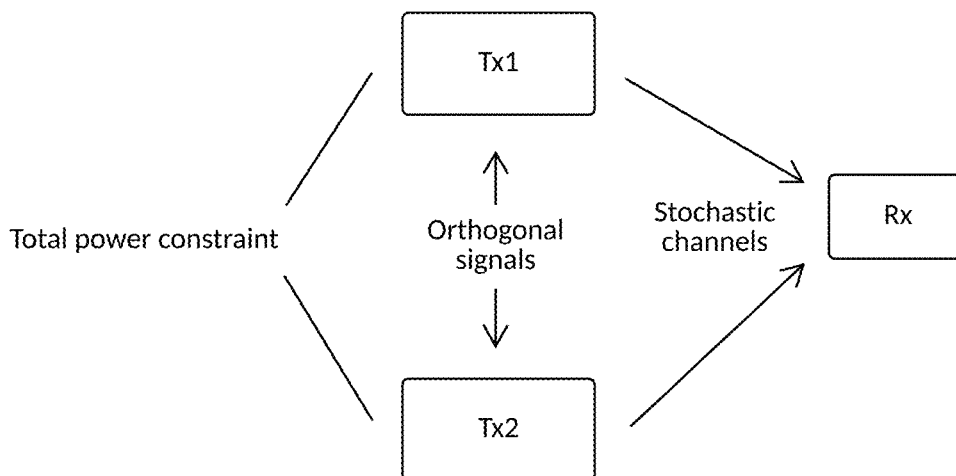 Tx1
Total power constraint
Orthogonal
signals
Stochastic
channels
Rx
Tx2